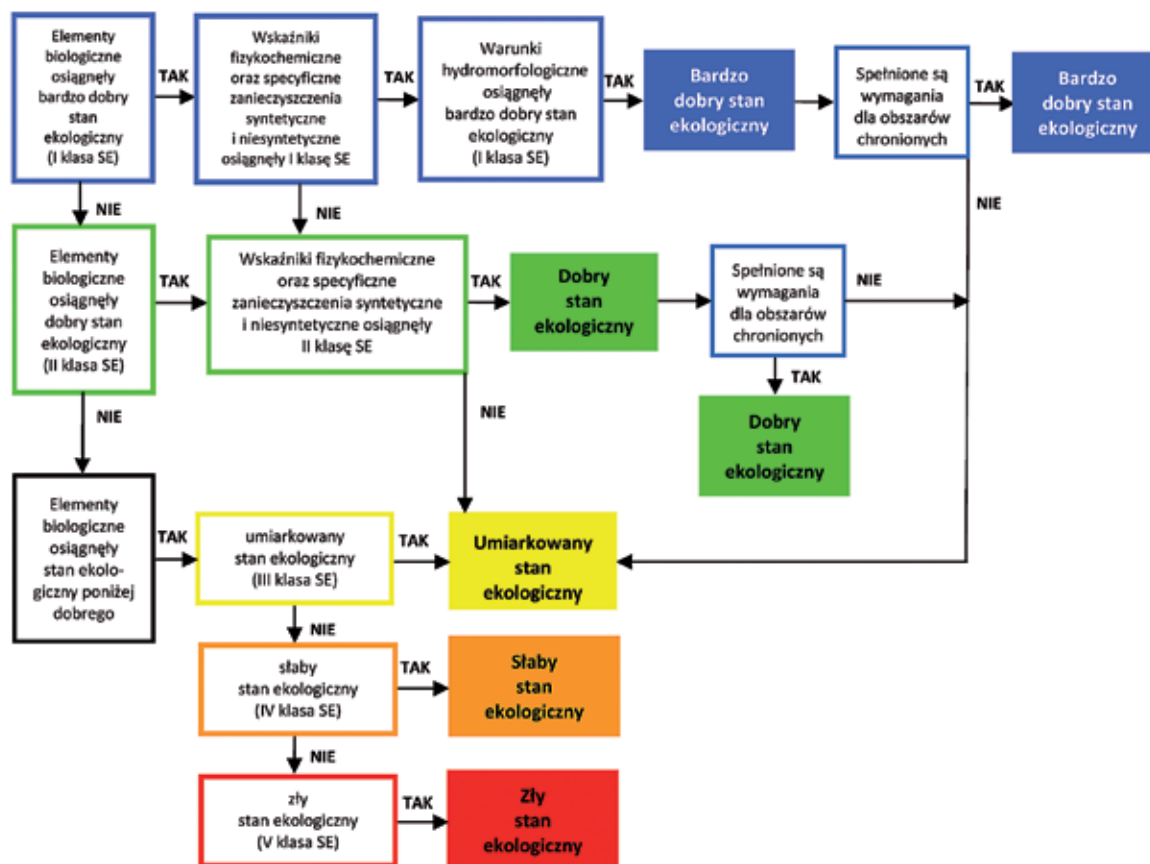 Elementy
biologiczne
osiągnęły
bardzo dobry
stan
ekologiczny
(I klasa SE)
TAK
Wskaźniki
fizykochemiczne
oraz specyficzne
zanieczyszczenia
syntetyczne
i niesyntetyczne
osiągnęły I klasę SE
TAK
Warunki
hydromorfologiczne
osiągnęły
bardzo dobry stan
ekologiczny
(I klasa SE)
TAK
Bardzo
dobry stan
ekologiczny
Spełnione są
wymagania
dla obszarów
chronionych
TAK
Bardzo
dobry stan
ekologiczny
NIE
NIE
NIE
Elementy
biologiczne
osiągnęły
dobry stan
ekologiczny
(II klasa SE)
TAK
Wskaźniki fizykochemiczne
oraz specyficzne
zanieczyszczenia syntetyczne
i niesyntetyczne osiągnęły
II klasę SE
TAK
Dobry
stan
ekologiczny
Spełnione są
wymagania
dla obszarów
chronionych
NIE
TAK
NIE
NIE
Dobry
stan
ekologiczny
Elementy
biologiczne
osiągnęły
stan ekolo-
giczny poniżej
dobrego
TAK
umiarkowany
stan ekologiczny
(III klasa SE)
TAK
Umiarkowany
stan
ekologiczny
NIE
słaby
stan ekologiczny
(IV klasa SE)
TAK
Słaby
stan
ekologiczny
NIE
zły
stan ekologiczny
(V klasa SE)
TAK
Zły
stan
ekologiczny